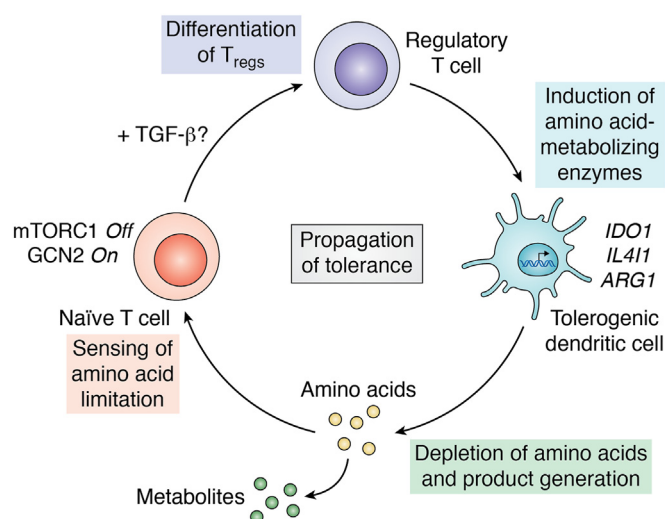 Differentiation
of Tregs
Regulatory
T cell
Induction of
amino acid-
metabolizing
enzymes
+ TGF-β?
mTORC1 Off
GCN2 On
Propagation
of tolerance
IDO1
IL4I1
ARG1
Naïve T cell
Tolerogenic
dendritic cell
Sensing of
amino acid
limitation
Amino acids
Depletion of amino acids
and product generation
Metabolites